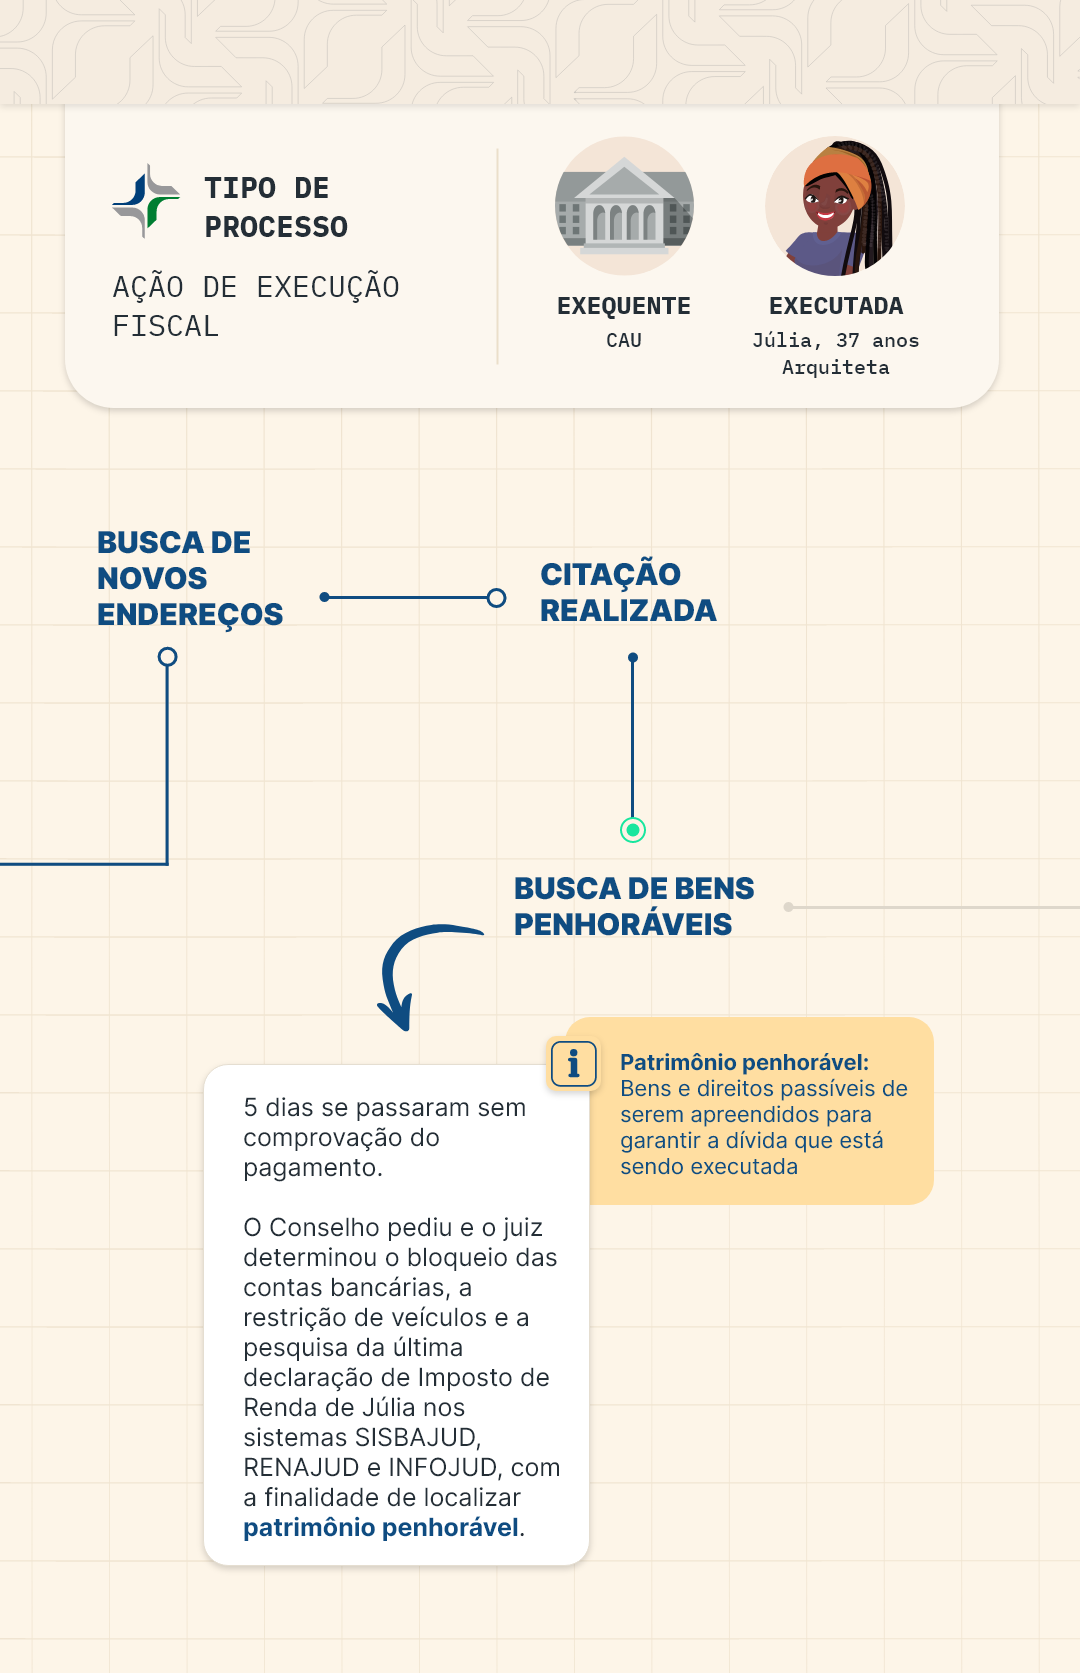 TIPO DE
PROCESSO
AÇÃO DE EXECUÇÃO
FISCAL
EXEQUENTE
CAU
EXECUTADA
Júlia, 37 anos
Arquiteta
BUSCA DE
NOVOS
ENDEREÇOS
CITAÇÃO
REALIZADA
BUSCA DE BENS
PENHORÁVEIS
i
Patrimônio penhorável:
Bens e direitos passíveis de
serem apreendidos para
garantir a dívida que está
sendo executada
5 dias se passaram sem
comprovação do
pagamento.
O Conselho pediu e o juiz
determinou o bloqueio das
contas bancárias, a
restrição de veículos e a
pesquisa da última
declaração de Imposto de
Renda de Júlia nos
sistemas SISBAJUD,
RENAJUD e INFOJUD, com
a finalidade de localizar
patrimônio penhorável.